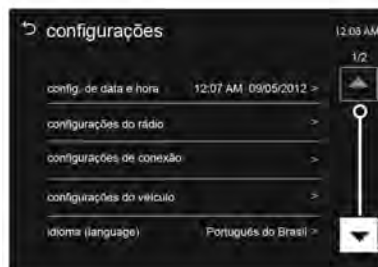 configurações
12:08 AM
1/2
config. de data e hora 12:07 AM 09/05/2012 >
configurações do rádio >
configurações de conexão >
configurações do veículo >
idioma (language) Português do Brasil >